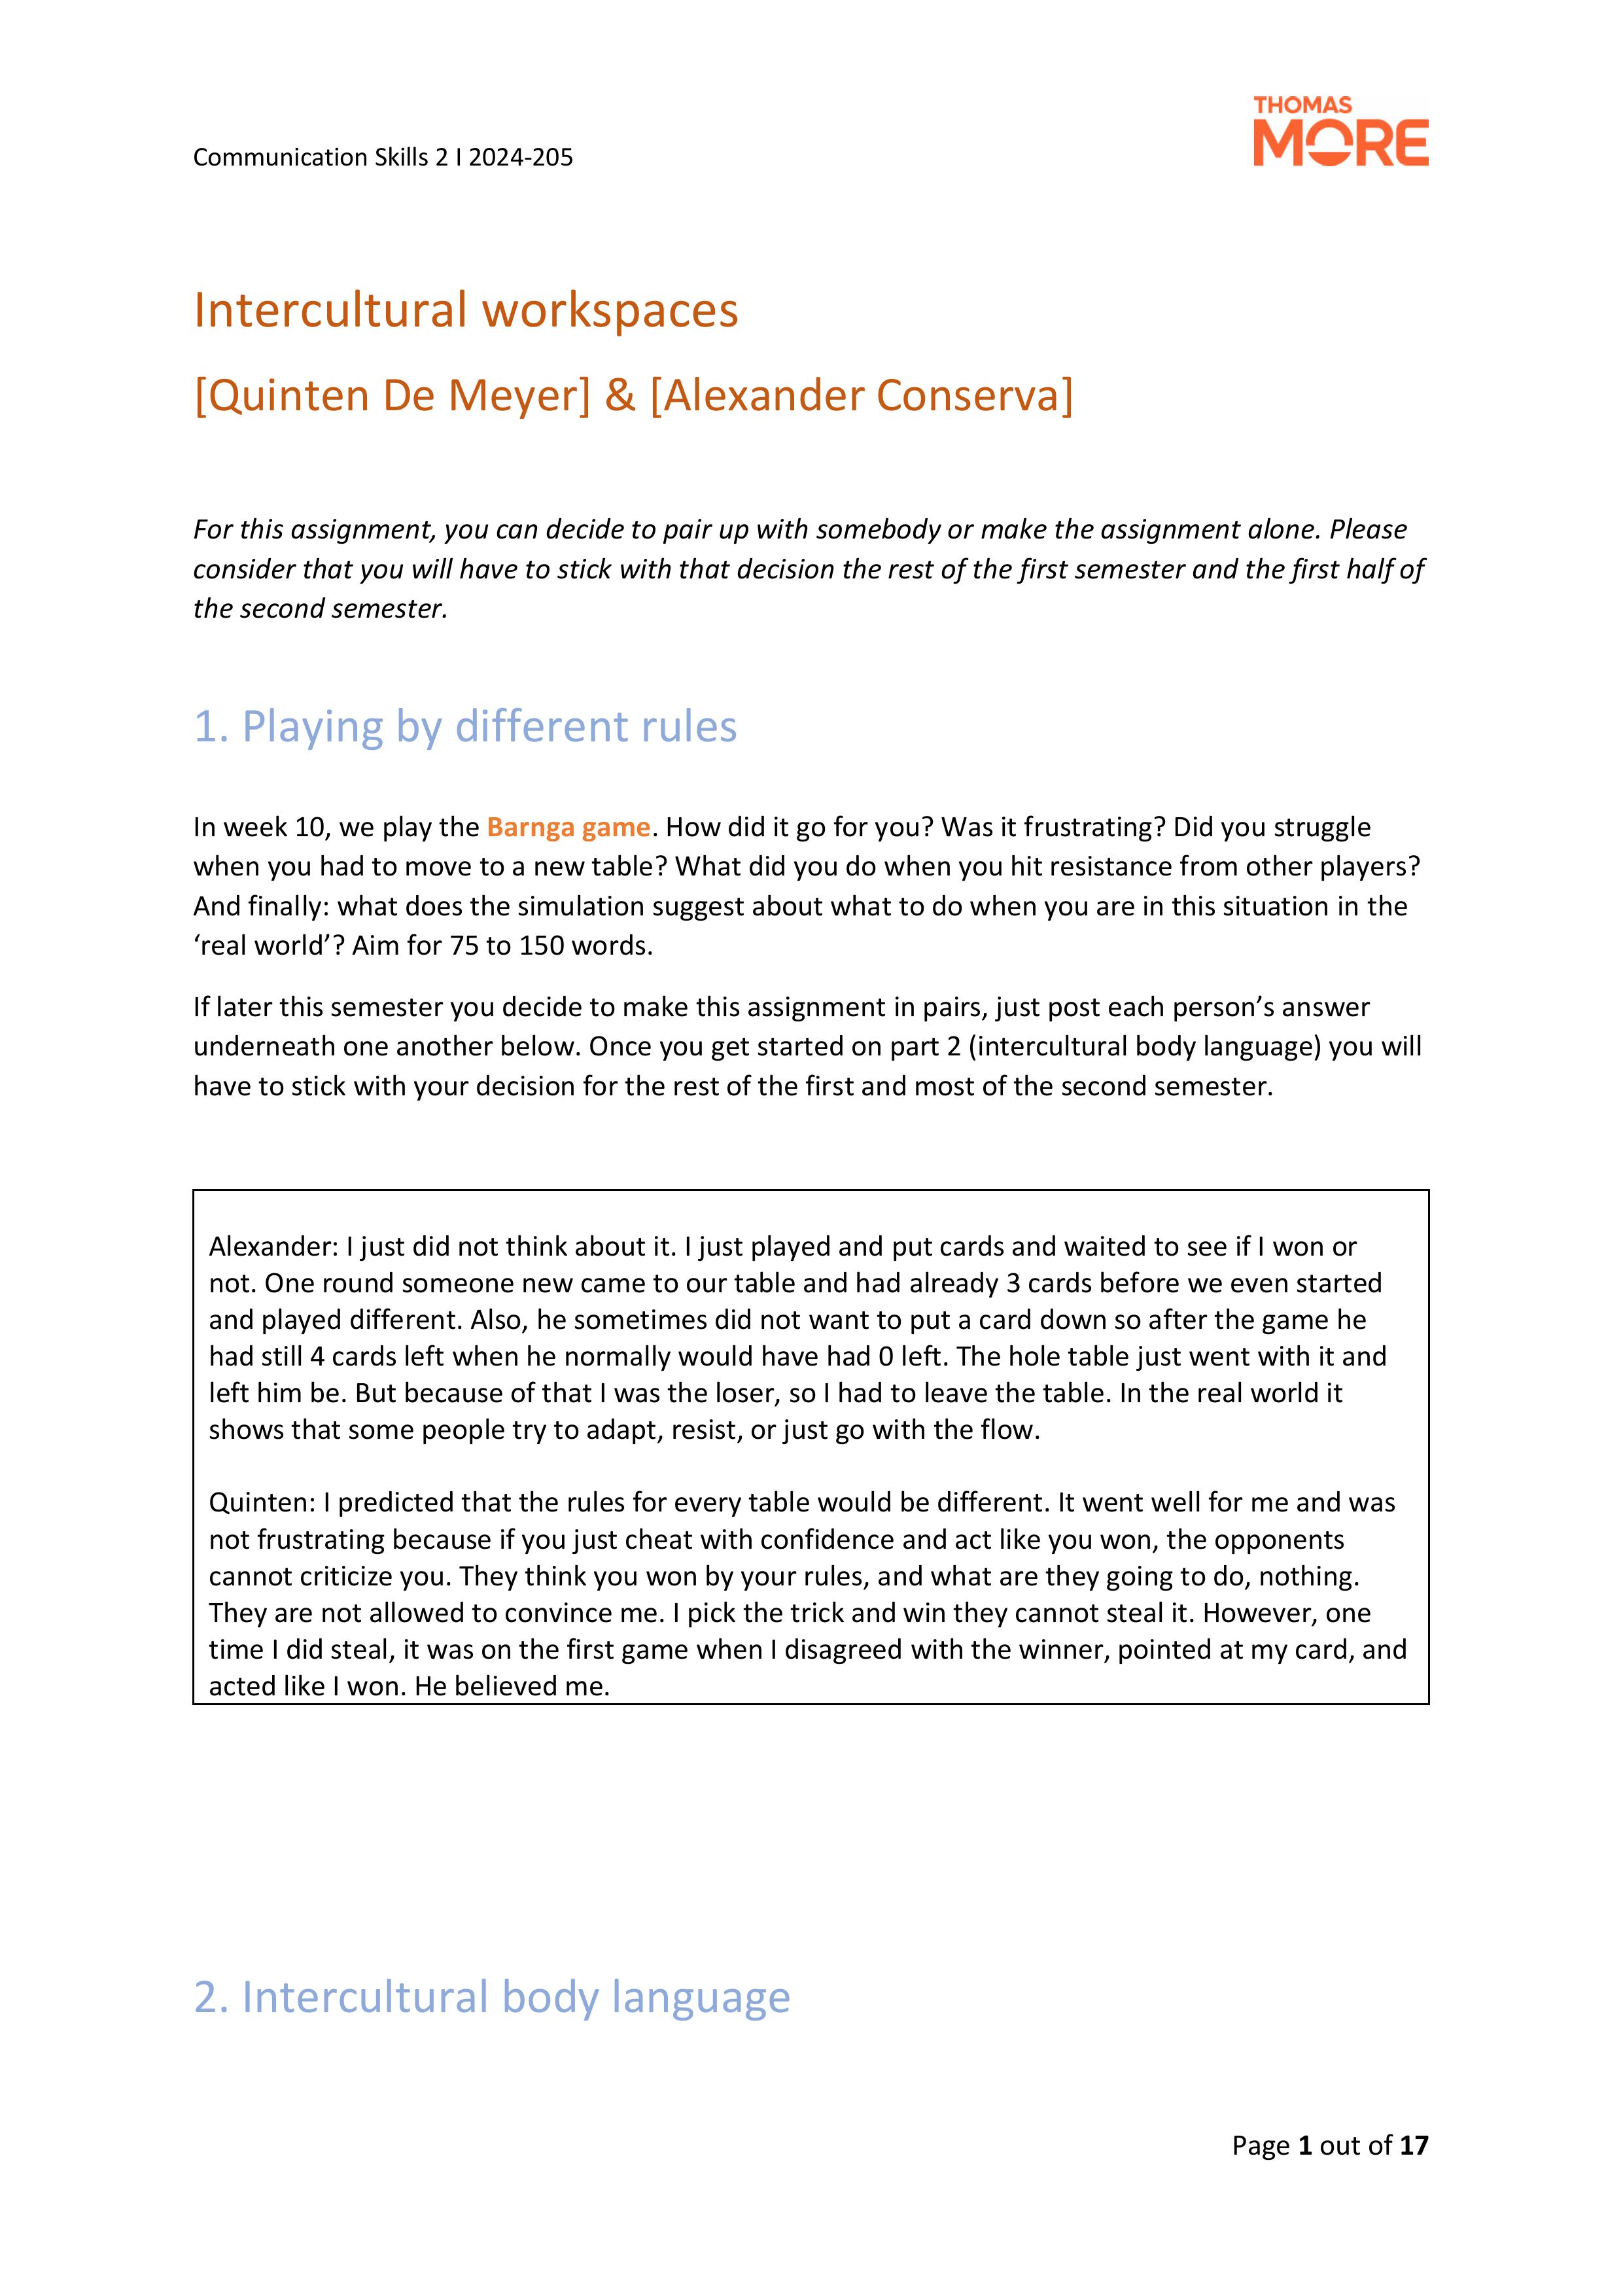 THOMAS
MORE
Communication Skills 2 I 2024-205
Intercultural workspaces
[Quinten De Meyer] & [Alexander Conserva]
For this assignment, you can decide to pair up with somebody or make the assignment alone. Please
consider that you will have to stick with that decision the rest of the first semester and the first half of
the second semester.
1. Playing by different rules
In week 10, we play the Barnga game. How did it go for you? Was it frustrating? Did you struggle
when you had to move to a new table? What did you do when you hit resistance from other players?
And finally: what does the simulation suggest about what to do when you are in this situation in the
‘real world’? Aim for 75 to 150 words.
If later this semester you decide to make this assignment in pairs, just post each person’s answer
underneath one another below. Once you get started on part 2 (intercultural body language) you will
have to stick with your decision for the rest of the first and most of the second semester.
Alexander: I just did not think about it. I just played and put cards and waited to see if I won or
not. One round someone new came to our table and had already 3 cards before we even started
and played different. Also, he sometimes did not want to put a card down so after the game he
had still 4 cards left when he normally would have had 0 left. The hole table just went with it and
left him be. But because of that I was the loser, so I had to leave the table. In the real world it
shows that some people try to adapt, resist, or just go with the flow.
Quinten: I predicted that the rules for every table would be different. It went well for me and was
not frustrating because if you just cheat with confidence and act like you won, the opponents
cannot criticize you. They think you won by your rules, and what are they going to do, nothing.
They are not allowed to convince me. I pick the trick and win they cannot steal it. However, one
time I did steal, it was on the first game when I disagreed with the winner, pointed at my card, and
acted like I won. He believed me.
2. Intercultural body language
Page 1 out of 17